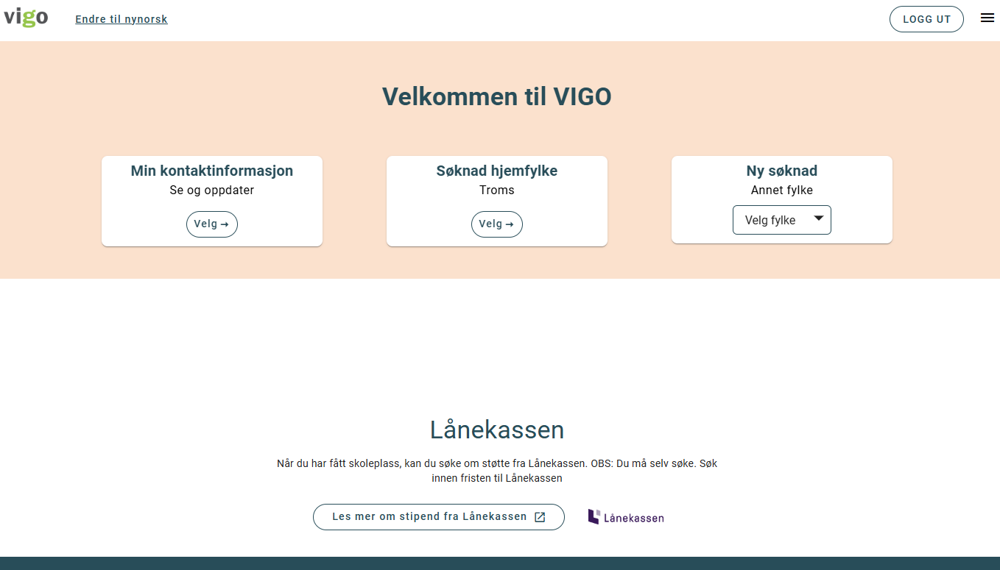 vigo
Endre til nynorsk
LOGG UT
Velkommen til VIGO
Min kontaktinformasjon
Se og oppdater
Velg →
Søknad hjemfylke
Troms
Velg →
Ny søknad
Annet fylke
Velg fylke
Lånekassen
Når du har fått skoleplass, kan du søke om støtte fra Lånekassen. OBS: Du må selv søke. Søk
innen fristen til Lånekassen
Les mer om stipend fra Lånekassen
Lånekassen